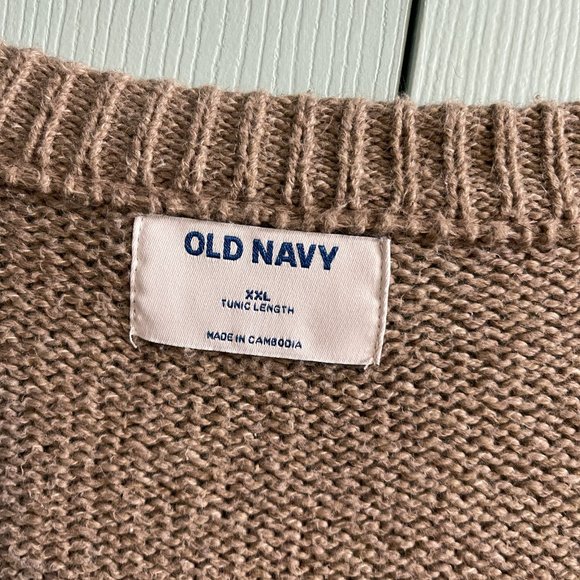 OLD NAVY
XXL
TUNIC LENGTH
MADE IN CAMBODIA